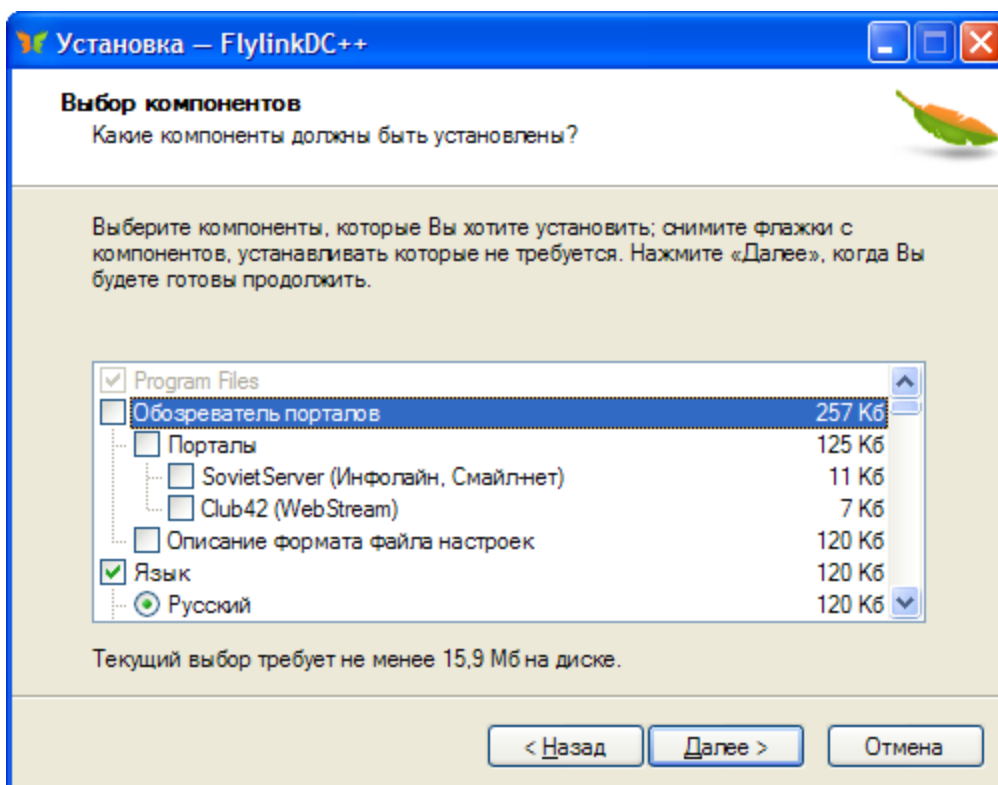 Установка — FlylinkDC++
Выбор компонентов
Какие компоненты должны быть установлены?
Выберите компоненты, которые Вы хотите установить; снимите флажки с
компонентов, устанавливать которые не требуется. Нажмите «Далее», когда Вы
будете готовы продолжить.
Program Files
Обозреватель порталов 257 Кб
Порталы 125 Кб
SovietServer (Инфолайн, Смайл-нет) 11 Кб
Club42 (WebStream) 7 Кб
Описание формата файла настроек 120 Кб
Язык 120 Кб
Русский 120 Кб
Текущий выбор требует не менее 15,9 Мб на диске.
< Назад Далее > Отмена